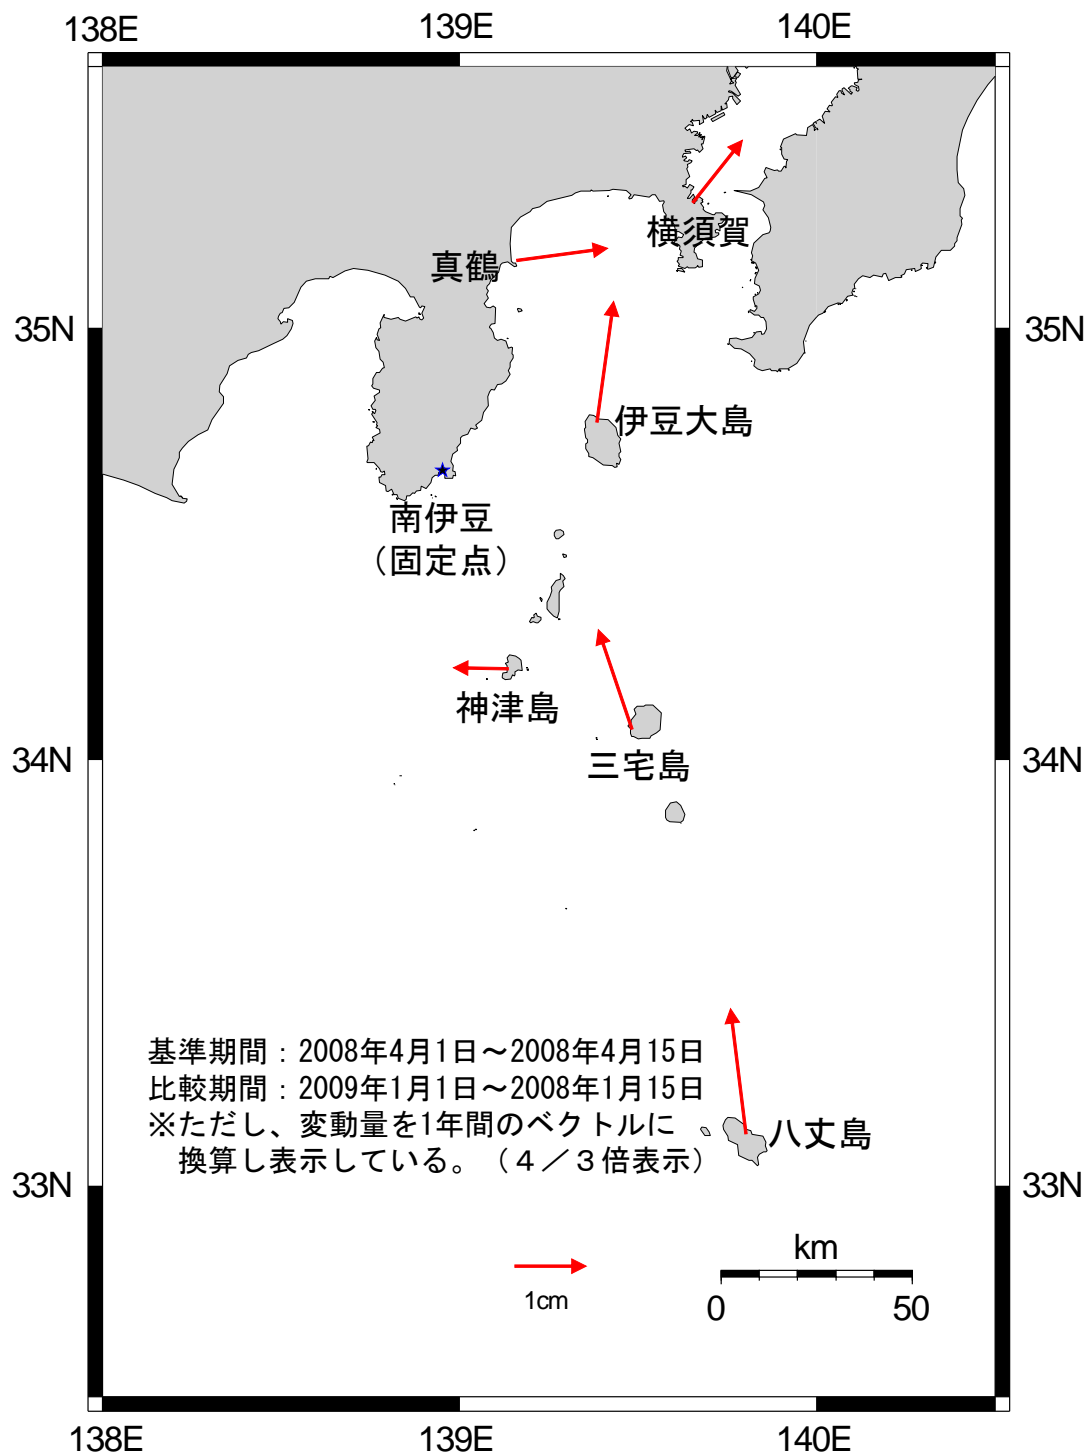 138E 139E 140E
横須賀
真鶴
35N 35N
伊豆大島
南伊豆
（固定点）
神津島
三宅島
34N 34N
基準期間：2008年4月1日～2008年4月15日
比較期間：2009年1月1日～2008年1月15日
※ただし、変動量を1年間のベクトルに
換算し表示している。（４／３倍表示）
八丈島
33N 33N
km
1cm
0 50
138E 139E 140E